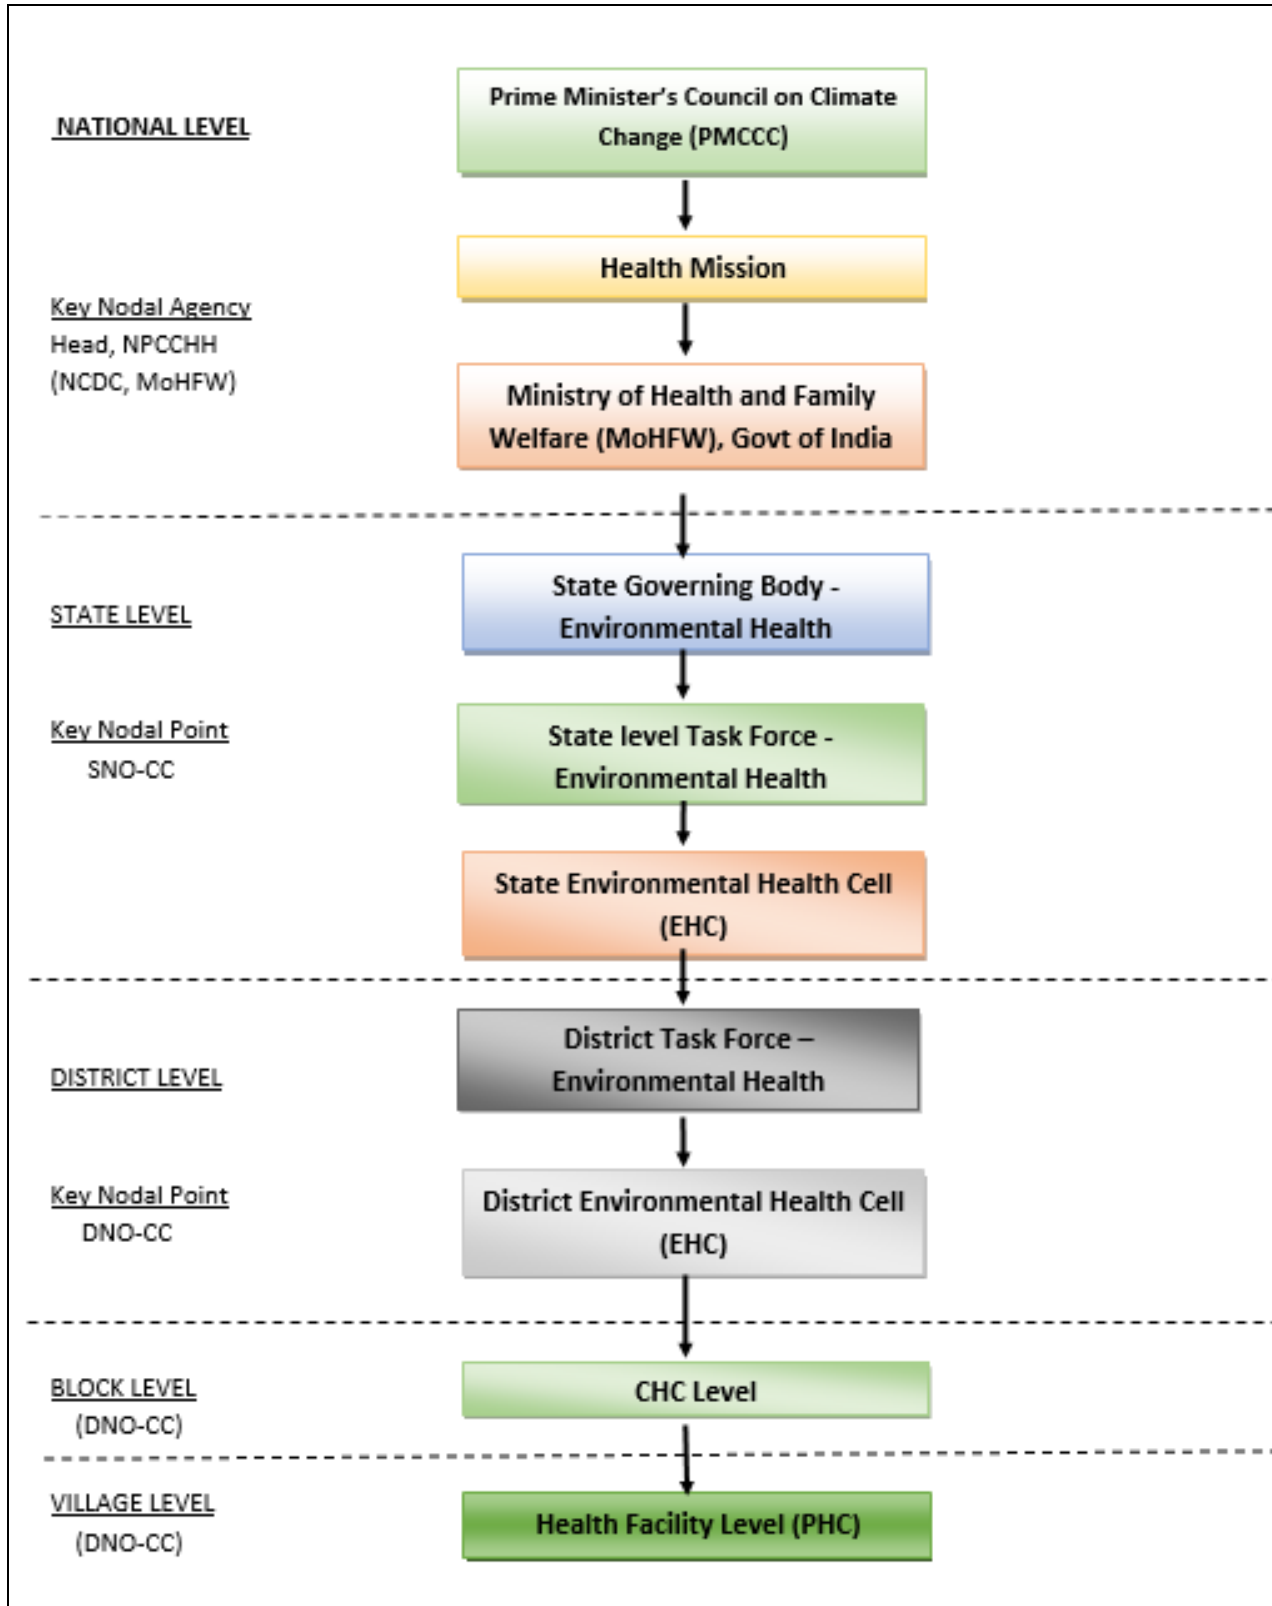 Prime Minister’s Council on Climate
Change (PMCCC)
NATIONAL LEVEL
Health Mission
Key Nodal Agency
Head, NPCCHH
(NCDC, MoHFW)
Ministry of Health and Family
Welfare (MoHFW), Govt of India
State Governing Body -
Environmental Health
STATE LEVEL
Key Nodal Point
SNO-CC
State level Task Force -
Environmental Health
State Environmental Health Cell
(EHC)
District Task Force –
Environmental Health
DISTRICT LEVEL
Key Nodal Point
DNO-CC
District Environmental Health Cell
(EHC)
BLOCK LEVEL
(DNO-CC)
CHC Level
VILLAGE LEVEL
(DNO-CC)
Health Facility Level (PHC)